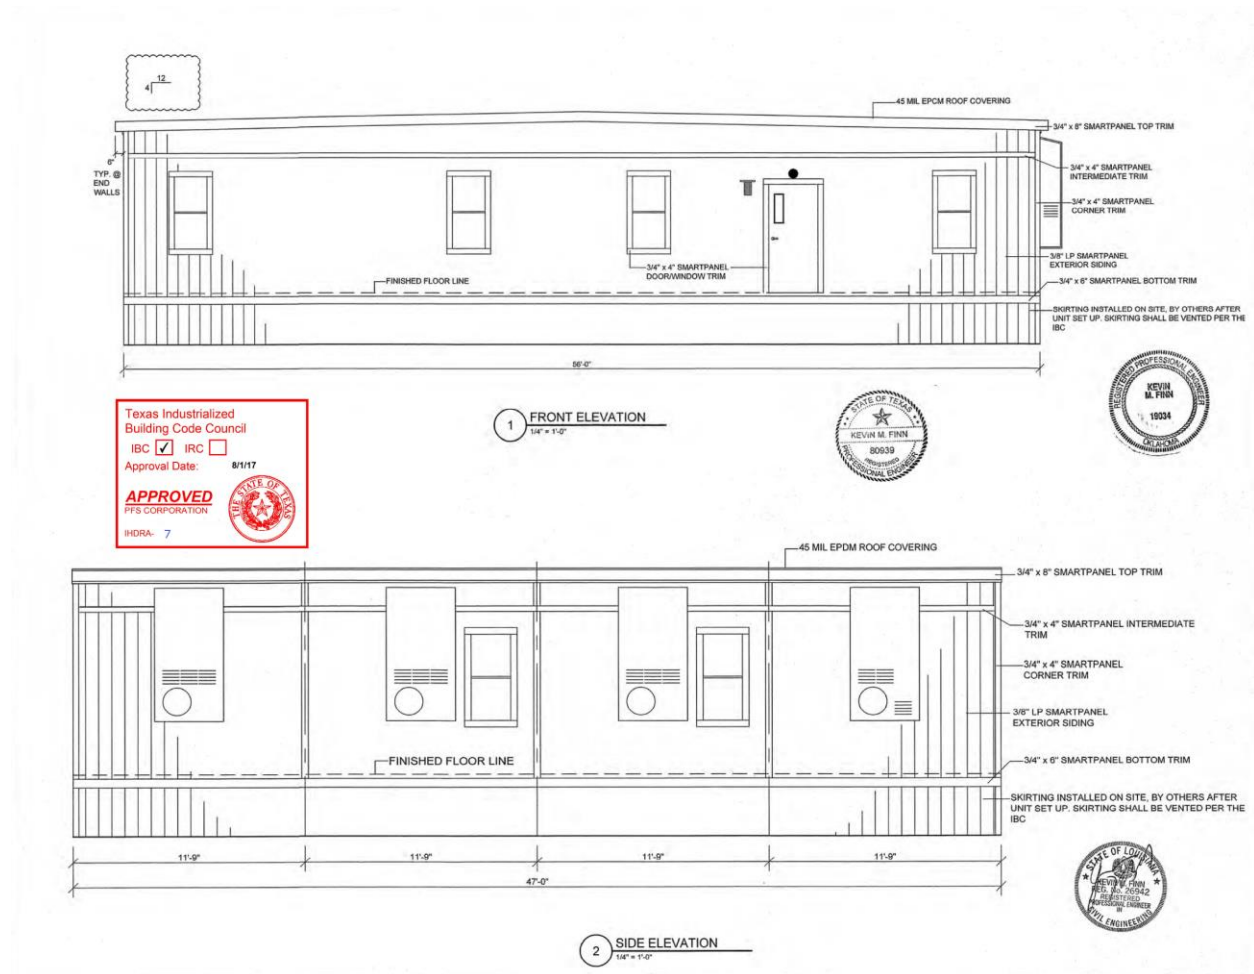 12
4
45 MIL EPCM ROOF COVERING
3/4" x 8" SMARTPANEL TOP TRIM
6"
TYP. @
END
WALLS
3/4" x 4" SMARTPANEL
INTERMEDIATE TRIM
3/4" x 4" SMARTPANEL
CORNER TRIM
3/4" x 4" SMARTPANEL
DOOR/WINDOW TRIM
3/8" LP SMARTPANEL
EXTERIOR SIDING
FINISHED FLOOR LINE
3/4" x 6" SMARTPANEL BOTTOM TRIM
SKIRTING INSTALLED ON SITE, BY OTHERS AFTER
UNIT SET UP. SKIRTING SHALL BE VENTED PER THE
IBC
56'-0"
1
FRONT ELEVATION
1/4" = 1'-0"
STATE OF TEXAS
KEVIN M. FINN
80939
REGISTERED
PROFESSIONAL ENGINEER
REGISTERED PROFESSIONAL ENGINEER
KEVIN
M. FINN
19034
OKLAHOMA
Texas Industrialized
Building Code Council
IBC ✓ IRC
Approval Date: 8/1/17
APPROVED
PFS CORPORATION
THE STATE OF TEXAS
IHDRA- 7
45 MIL EPDM ROOF COVERING
3/4" x 8" SMARTPANEL TOP TRIM
3/4" x 4" SMARTPANEL INTERMEDIATE
TRIM
3/4" x 4" SMARTPANEL
CORNER TRIM
3/8" LP SMARTPANEL
EXTERIOR SIDING
FINISHED FLOOR LINE
3/4" x 6" SMARTPANEL BOTTOM TRIM
SKIRTING INSTALLED ON SITE, BY OTHERS AFTER
UNIT SET UP. SKIRTING SHALL BE VENTED PER THE
IBC
11'-9"
11'-9"
11'-9"
11'-9"
47'-0"
STATE OF LOUISIANA
KEVIN M. FINN
REG. No. 26942
REGISTERED
PROFESSIONAL ENGINEER
IN
CIVIL ENGINEERING
2
SIDE ELEVATION
1/4" = 1'-0"